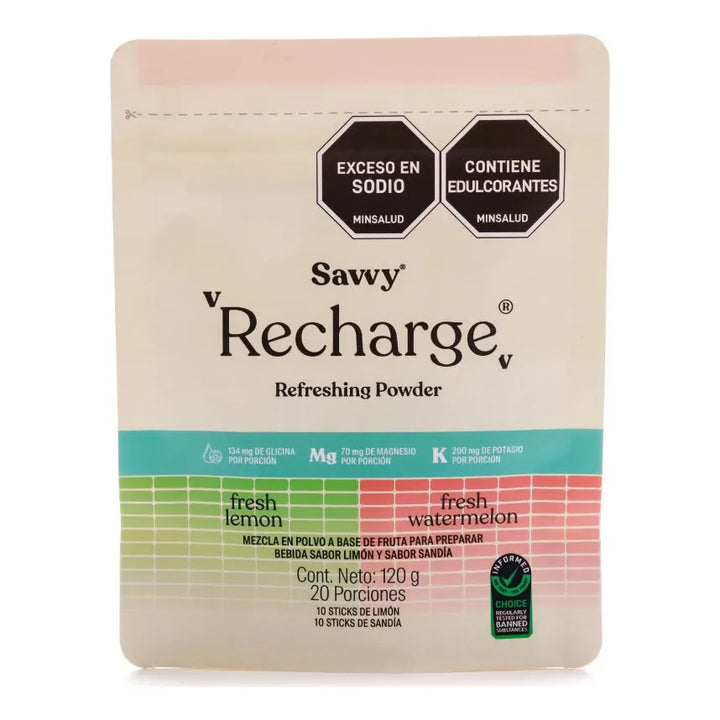 EXCESO EN
SODIO
MINSALUD
CONTIENE
EDULCORANTES
MINSALUD
Savvy®
Recharge®
Refreshing Powder
134 mg DE GLICINA
POR PORCIÓN
Mg
70 mg DE MAGNESIO
POR PORCIÓN
K
200 mg DE POTASIO
POR PORCIÓN
fresh
lemon
fresh
watermelon
MEZCLA EN POLVO A BASE DE FRUTA PARA PREPARAR
BEBIDA SABOR LIMÓN Y SABOR SANDÍA
Cont. Neto: 120 g
20 Porciones
10 STICKS DE LIMÓN
10 STICKS DE SANDÍA
INFORMED
CHOICE
REGULARLY
TESTED FOR
BANNED
SUBSTANCES